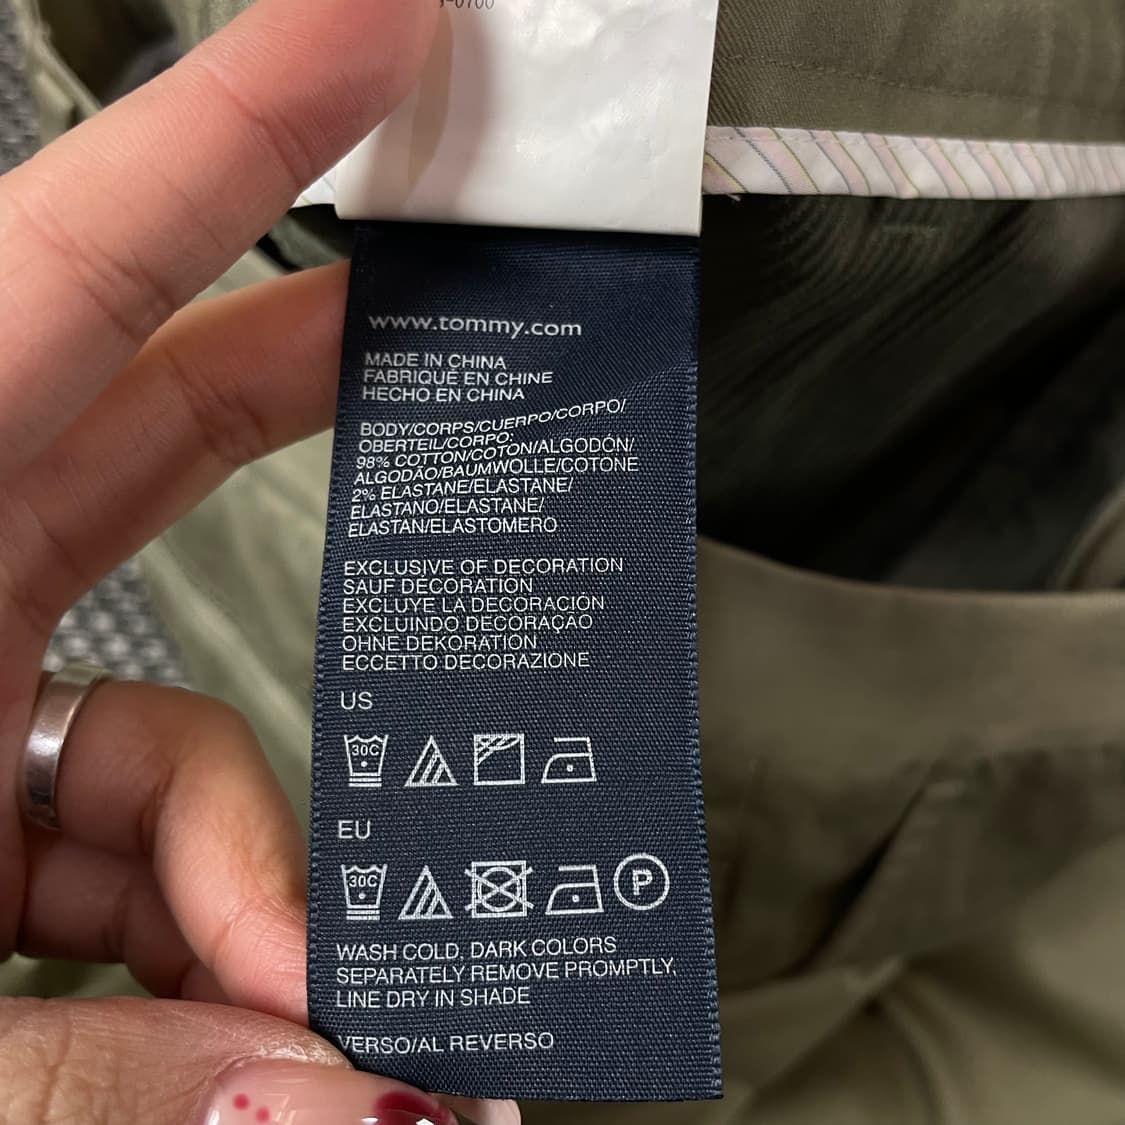 -0700
www.tommy.com
MADE IN CHINA
FABRIQUÉ EN CHINE
HECHO EN CHINA
BODY/CORPS/CUERPO/CORPO/
OBERTEIL/CORPO:
98% COTTON/COTON/ALGODÓN/
ALGODÃO/BAUMWOLLE/COTONE
2% ELASTANE/ELASTANE/
ELASTANO/ELASTANE/
ELASTAN/ELASTOMERO
EXCLUSIVE OF DECORATION
SAUF DÉCORATION
EXCLUYE LA DECORACIÓN
EXCLUINDO DECORAÇAO
OHNE DEKORATION
ECCETTO DECORAZIONE
US
30C
EU
30C
P
WASH COLD, DARK COLORS
SEPARATELY REMOVE PROMPTLY,
LINE DRY IN SHADE
VERSO/AL REVERSO